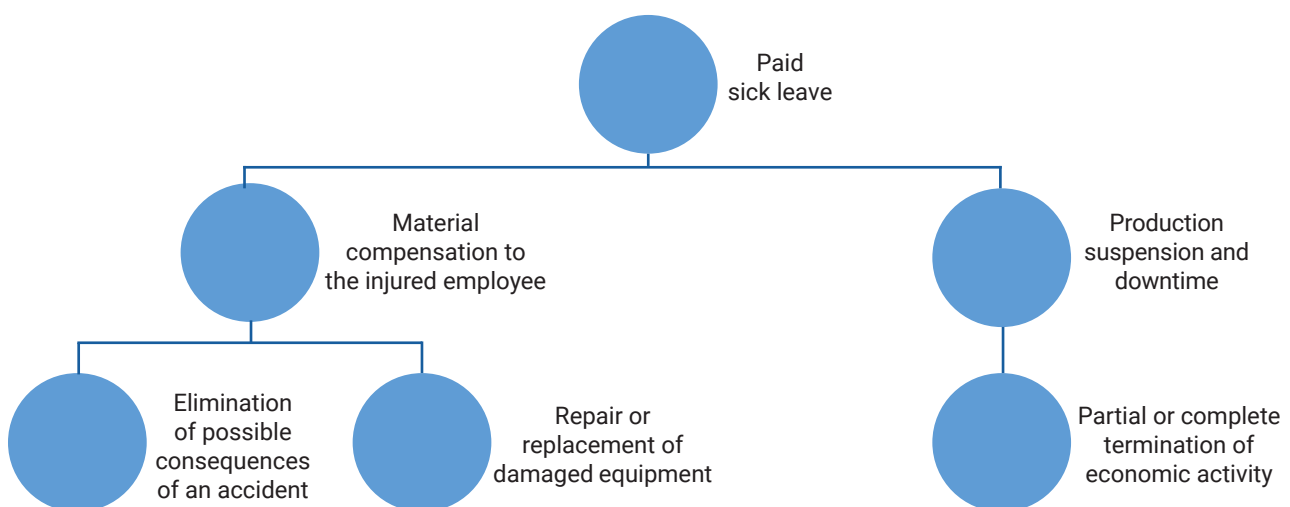 Paid
sick leave
Material
compensation to
the injured employee
Production
suspension and
downtime
Elimination
of possible
consequences
of an accident
Repair or
replacement of
damaged equipment
Partial or complete
termination of
economic activity